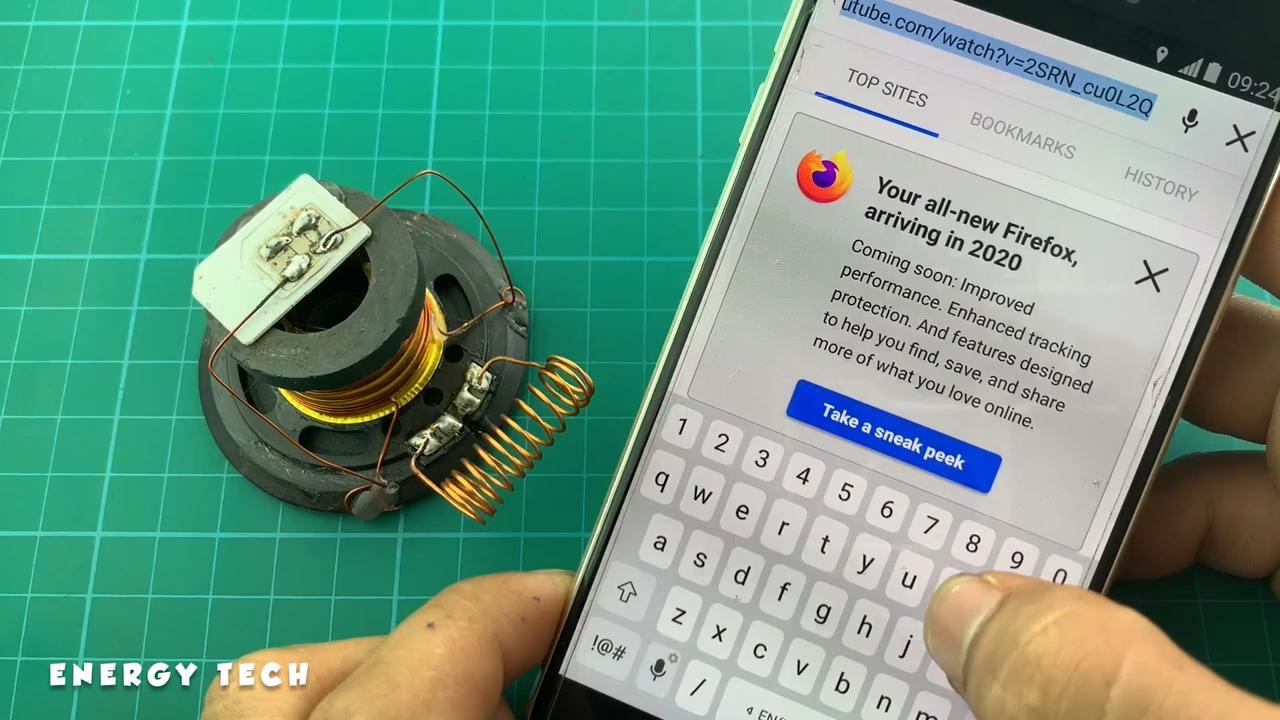 utube.com/watch?v=2SRN_cu0L2Q
09:24
TOP SITES
BOOKMARKS
HISTORY
Your all-new Firefox,
arriving in 2020
Coming soon: Improved
performance. Enhanced tracking
protection. And features designed
to help you find, save, and share
more of what you love online.
Take a sneak peek
1 2 3 4 5 6 7 8 9 0
q w e r t y u
a s d f g h j
z x c v b n m
!@#
/
ENERGY TECH